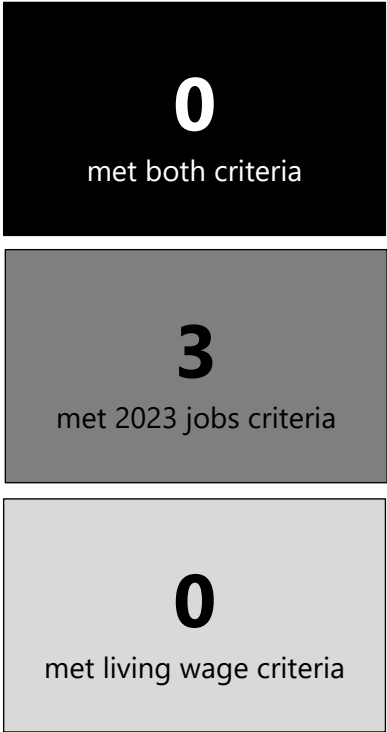 0
met both criteria
3
met 2023 jobs criteria
0
met living wage criteria